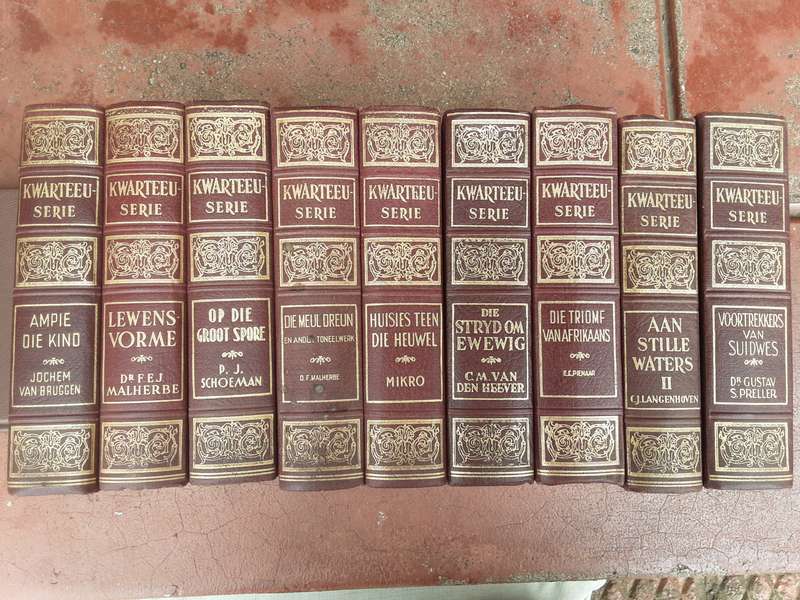 KWARTEEU-
SERIE
AMPIE
DIE KIND
JOCHEM
VAN BRUGGEN
KWARTEEU-
SERIE
LEWENS-
VORME
DR F.E.J.
MALHERBE
KWARTEEU-
SERIE
OP DIE
GROOT SPORE
P. J.
SCHOEMAN
KWARTEEU-
SERIE
DIE MEUL DREUN
EN AND. TONEELWERK
D.F. MALHERBE
KWARTEEU-
SERIE
HUISIES TEEN
DIE HEUWEL
MIKRO
KWARTEEU-
SERIE
DIE
STRYD OM
EWEWIG
C. M. VAN
DEN HEEVER
KWARTEEU-
SERIE
DIE TRIOMF
VAN AFRIKAANS
E.C. PIENAAR
KWARTEEU-
SERIE
AAN
STILLE
WATERS
II
C.J. LANGENHOVEN
KWARTEEU-
SERIE
VOORTREKKERS
VAN
SUIDWES
DR. GUSTAV
S. PRELLER